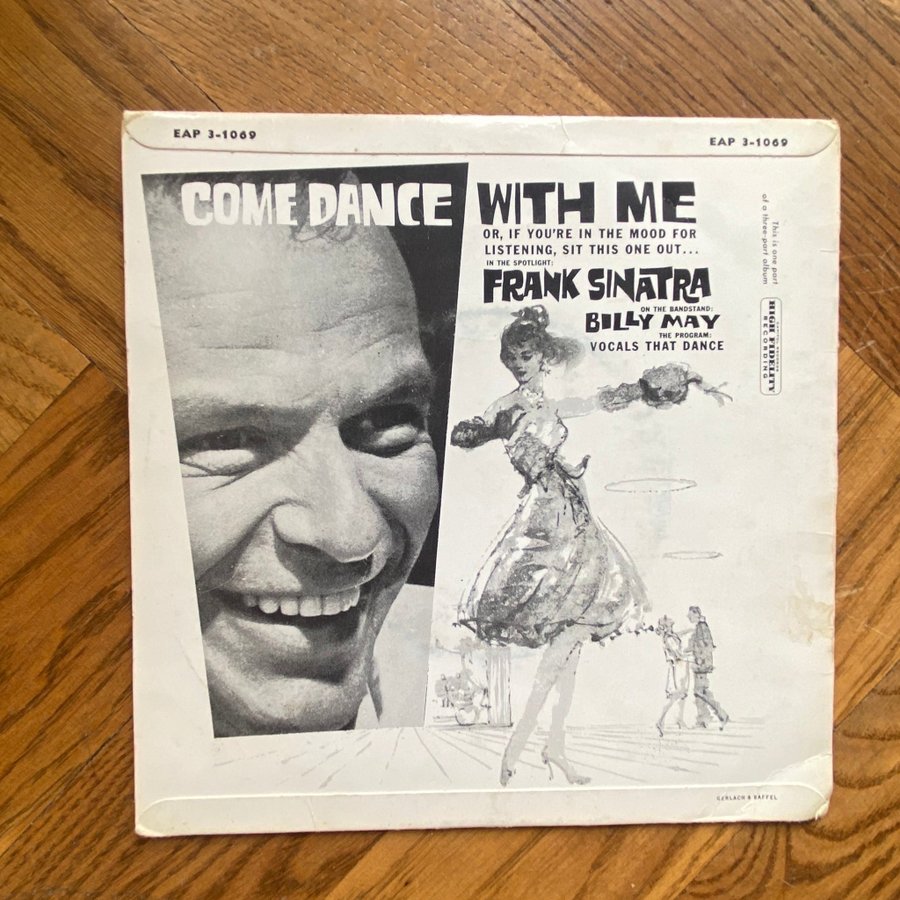 EAP 3-1069
EAP 3-1069
COME DANCE WITH ME
OR, IF YOU'RE IN THE MOOD FOR
LISTENING, SIT THIS ONE OUT...
IN THE SPOTLIGHT:
FRANK SINATRA
ON THE BANDSTAND:
BILLY MAY
THE PROGRAM:
VOCALS THAT DANCE
This is one part
of a three-part album
HIGH FIDELITY
RECORDING
GERLACH & BAFFEL